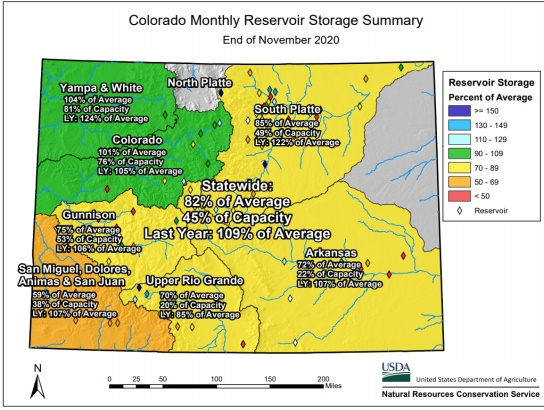 Colorado Monthly Reservoir Storage Summary
End of November 2020
Yampa & White
104% of Average
81% of Capacity
LY: 124% of Average
North Platte
South Platte
85% of Average
49% of Capacity
LY: 122% of Average
Colorado
101% of Average
76% of Capacity
LY: 105% of Average
Statewide:
82% of Average
45% of Capacity
Last Year: 109% of Average
Gunnison
75% of Average
53% of Capacity
LY: 106% of Average
Arkansas
72% of Average
22% of Capacity
LY: 107% of Average
San Miguel, Dolores,
Animas & San Juan
59% of Average
38% of Capacity
LY: 107% of Average
Upper Rio Grande
70% of Average
20% of Capacity
LY: 85% of Average
Reservoir Storage
Percent of Average
>= 150
130 - 149
110 - 129
90 - 109
70 - 89
50 - 69
< 50
Reservoir
N
0 25 50 100 150 200
Miles
USDA
United States Department of Agriculture
Natural Resources Conservation Service